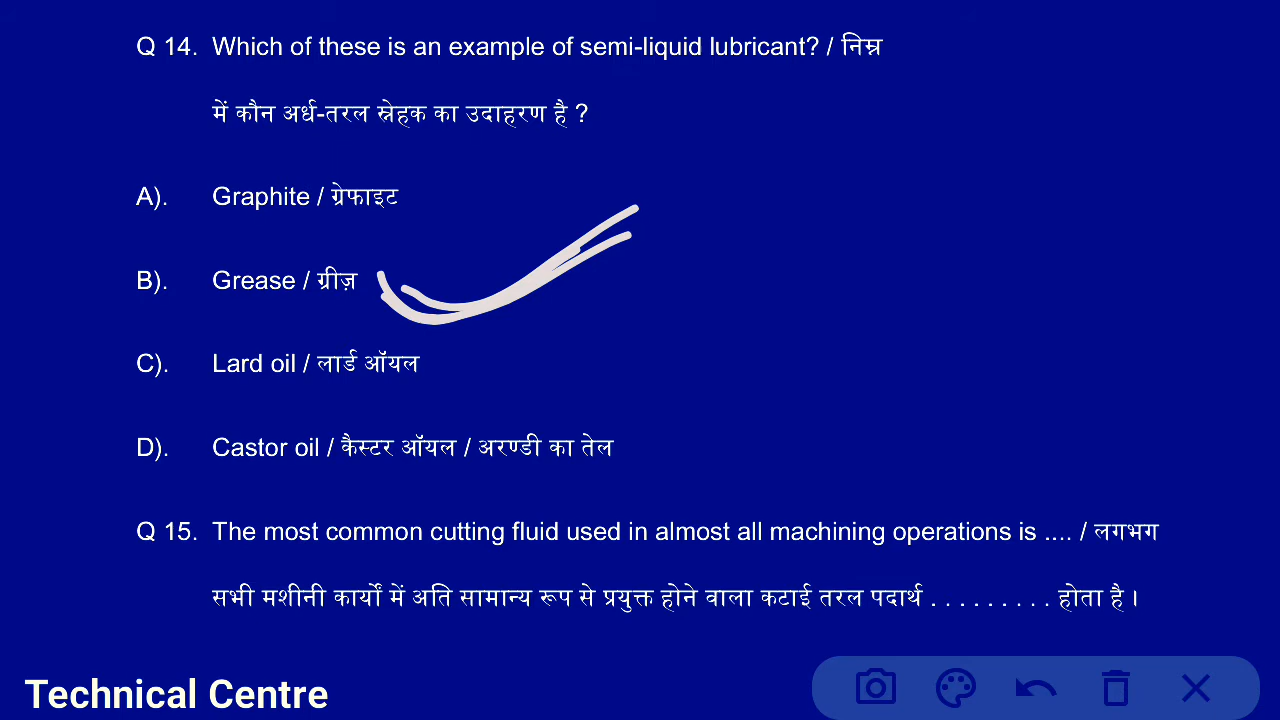 Q 14. Which of these is an example of semi-liquid lubricant? / निम्न
में कौन अर्ध-तरल स्नेहक का उदाहरण है ?
A). Graphite / ग्रेफाइट
B). Grease / ग्रीज़
C). Lard oil / लार्ड ऑयल
D). Castor oil / कैस्टर ऑयल / अरण्डी का तेल
Q 15. The most common cutting fluid used in almost all machining operations is .... / लगभग
सभी मशीनी कार्यों में अति सामान्य रूप से प्रयुक्त होने वाला कटाई तरल पदार्थ . . . . . . . . . होता है ।
Technical Centre